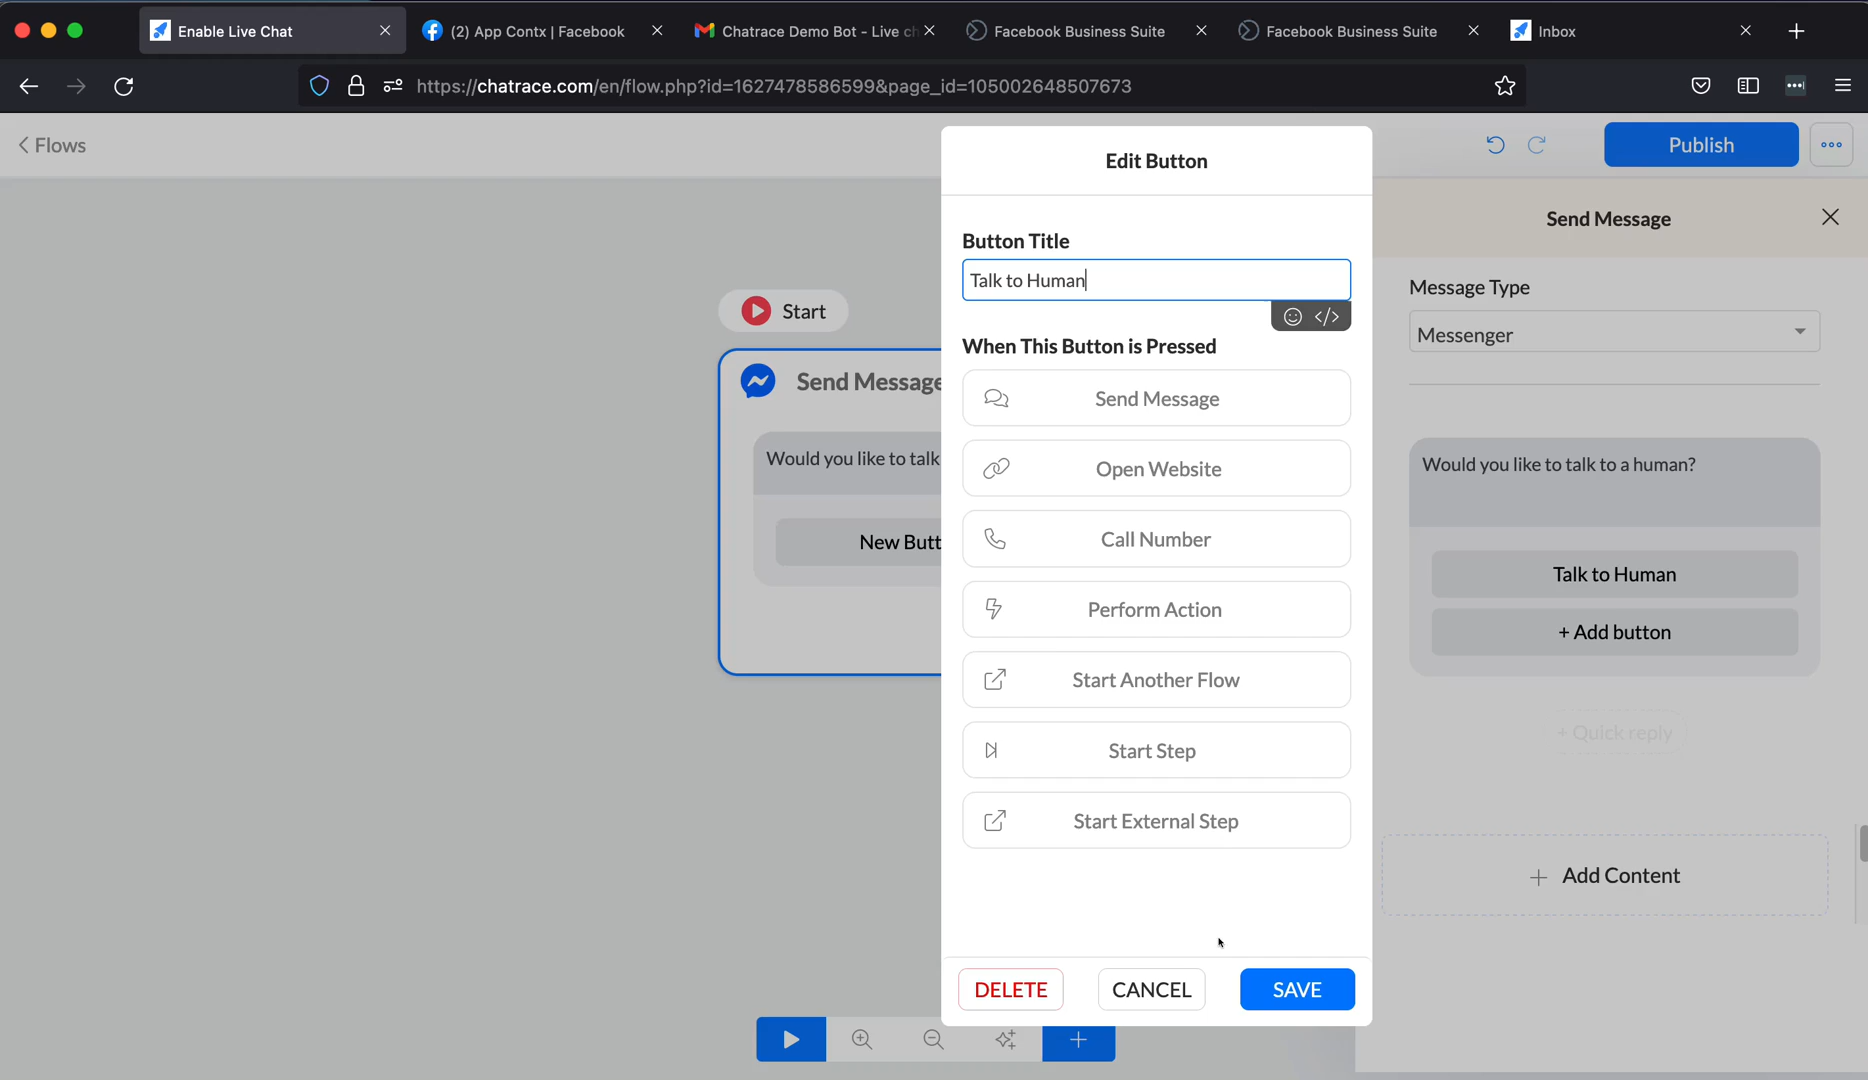 Enable Live Chat
(2) App Contx | Facebook
Chatrace Demo Bot - Live ch
Facebook Business Suite
Facebook Business Suite
Inbox
https://chatrace.com/en/flow.php?id=1627478586599&page_id=105002648507673
Flows
Edit Button
Publish
Send Message
Button Title
Talk to Human
When This Button is Pressed
Send Message
Open Website
Call Number
Perform Action
Start Another Flow
Start Step
Start External Step
DELETE
CANCEL
SAVE
Start
Send Message
Would you like to talk
New Butt
Message Type
Messenger
Would you like to talk to a human?
Talk to Human
+ Add button
+ Quick reply
+ Add Content